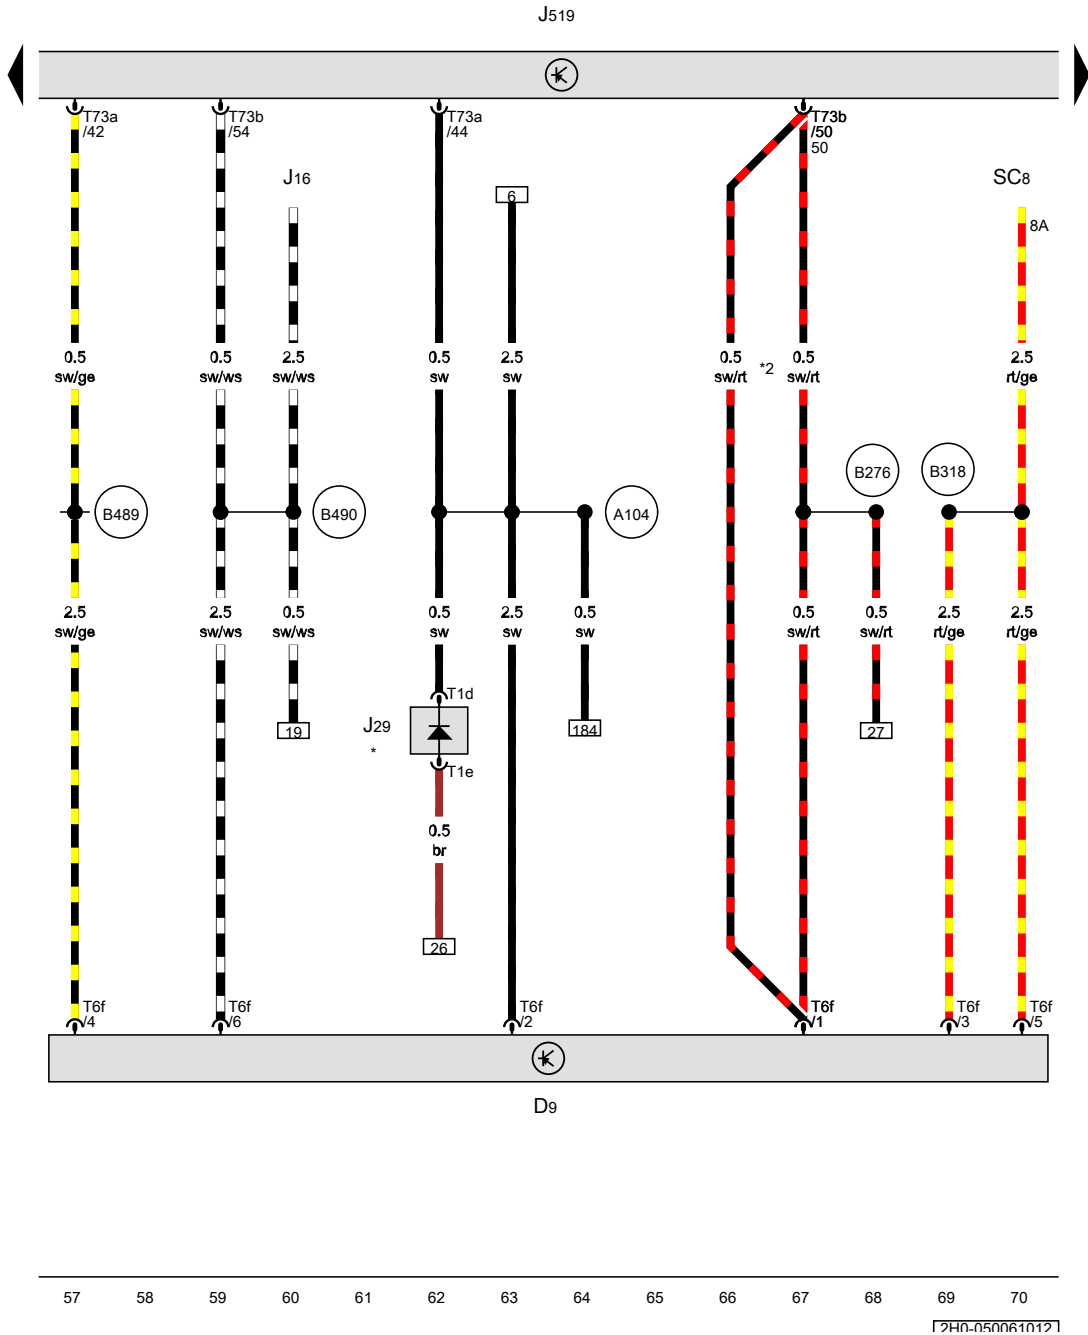 J519
T73a
/42
T73b
/54
T73a
/44
T73b
/50
50
J16
6
SC8
8A
0.5
sw/ge
0.5
sw/ws
2.5
sw/ws
0.5
sw
2.5
sw
0.5
sw/rt
*2
0.5
sw/rt
2.5
rt/ge
B276
B318
B489
B490
A104
2.5
sw/ge
2.5
sw/ws
0.5
sw/ws
0.5
sw
2.5
sw
0.5
sw
0.5
sw/rt
0.5
sw/rt
2.5
rt/ge
2.5
rt/ge
T1d
J29
*
19
184
27
T1e
0.5
br
26
T6f
/4
T6f
/6
T6f
/2
T6f
/1
T6f
/3
T6f
/5
D9
57 58 59 60 61 62 63 64 65 66 67 68 69 70
2H0-050061012